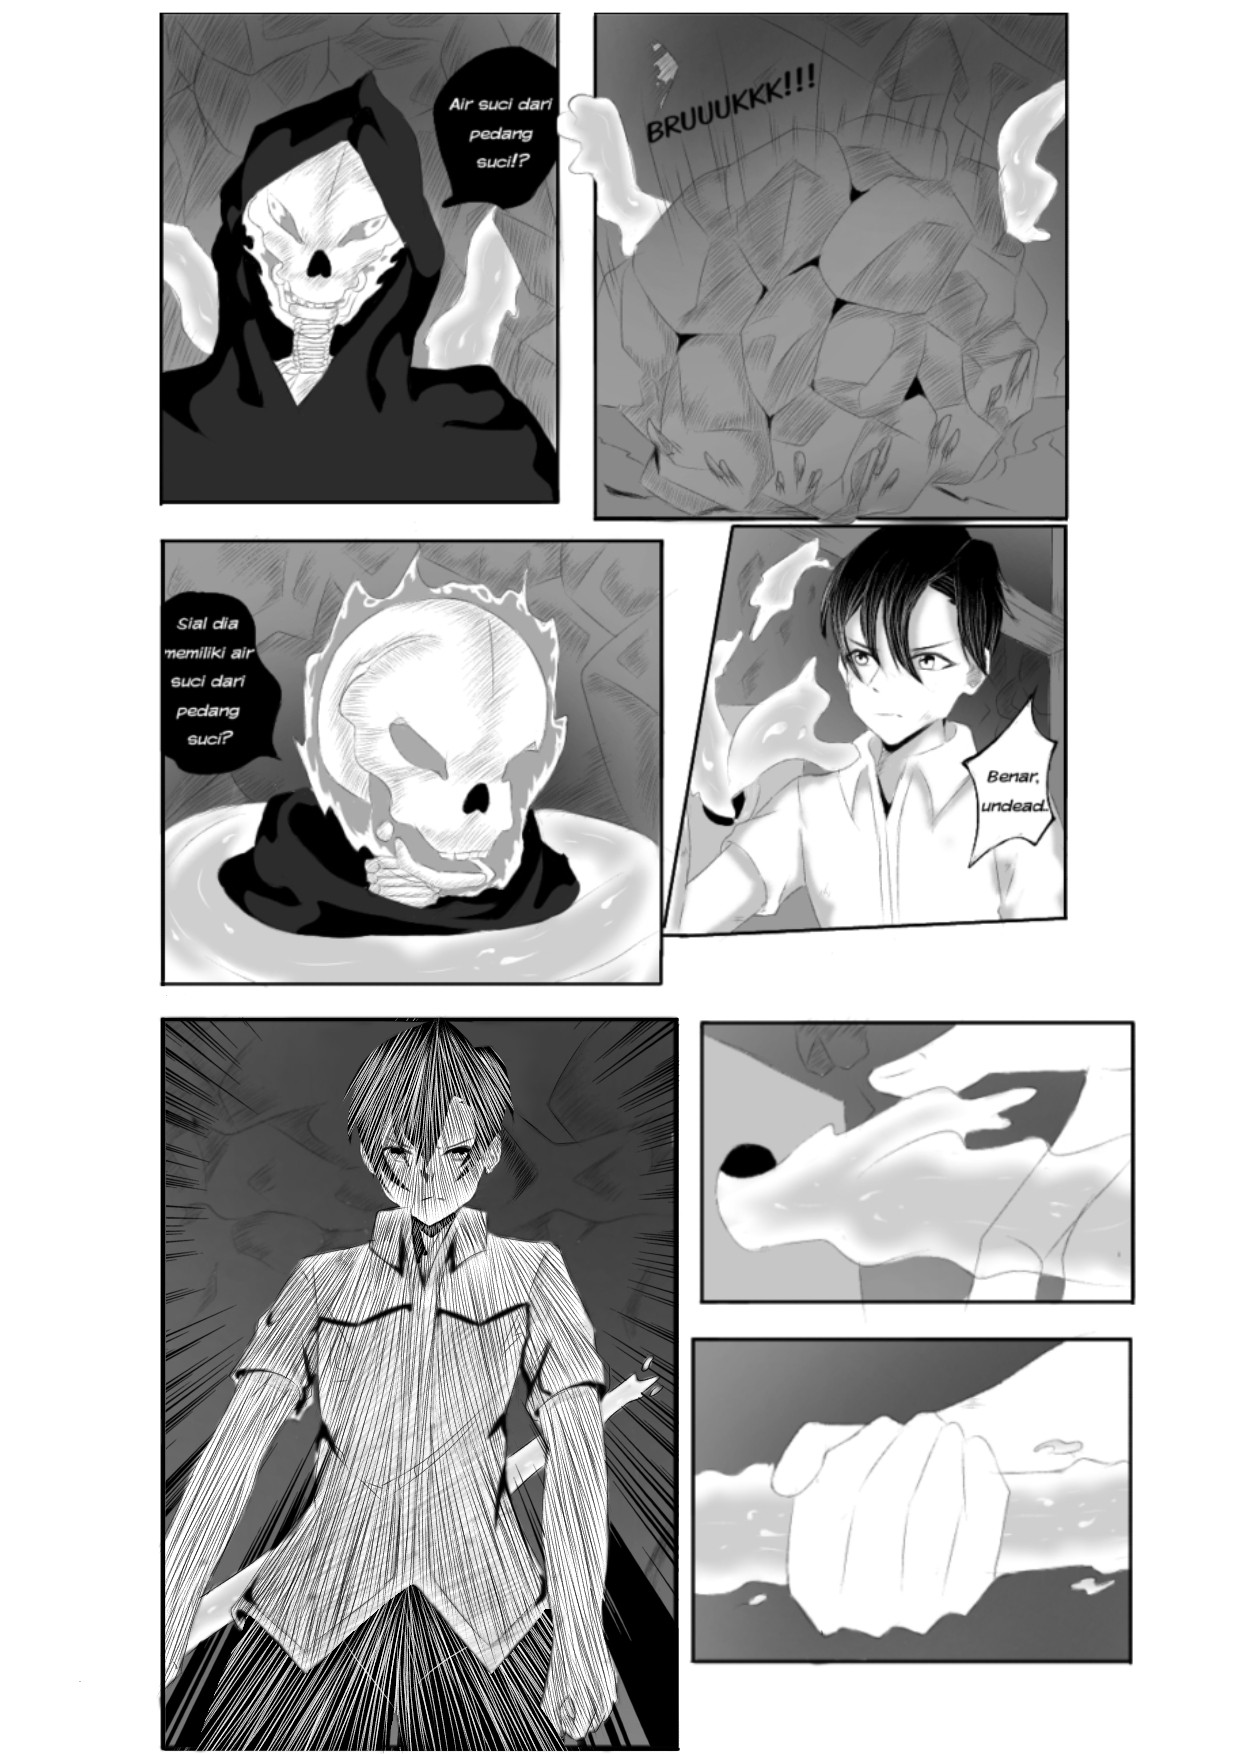 Air suci dari
pedang
suci!?
BRUUUKKK!!!
Sial dia
memiliki air
suci dari
pedang
suci?
Benar,
undead..